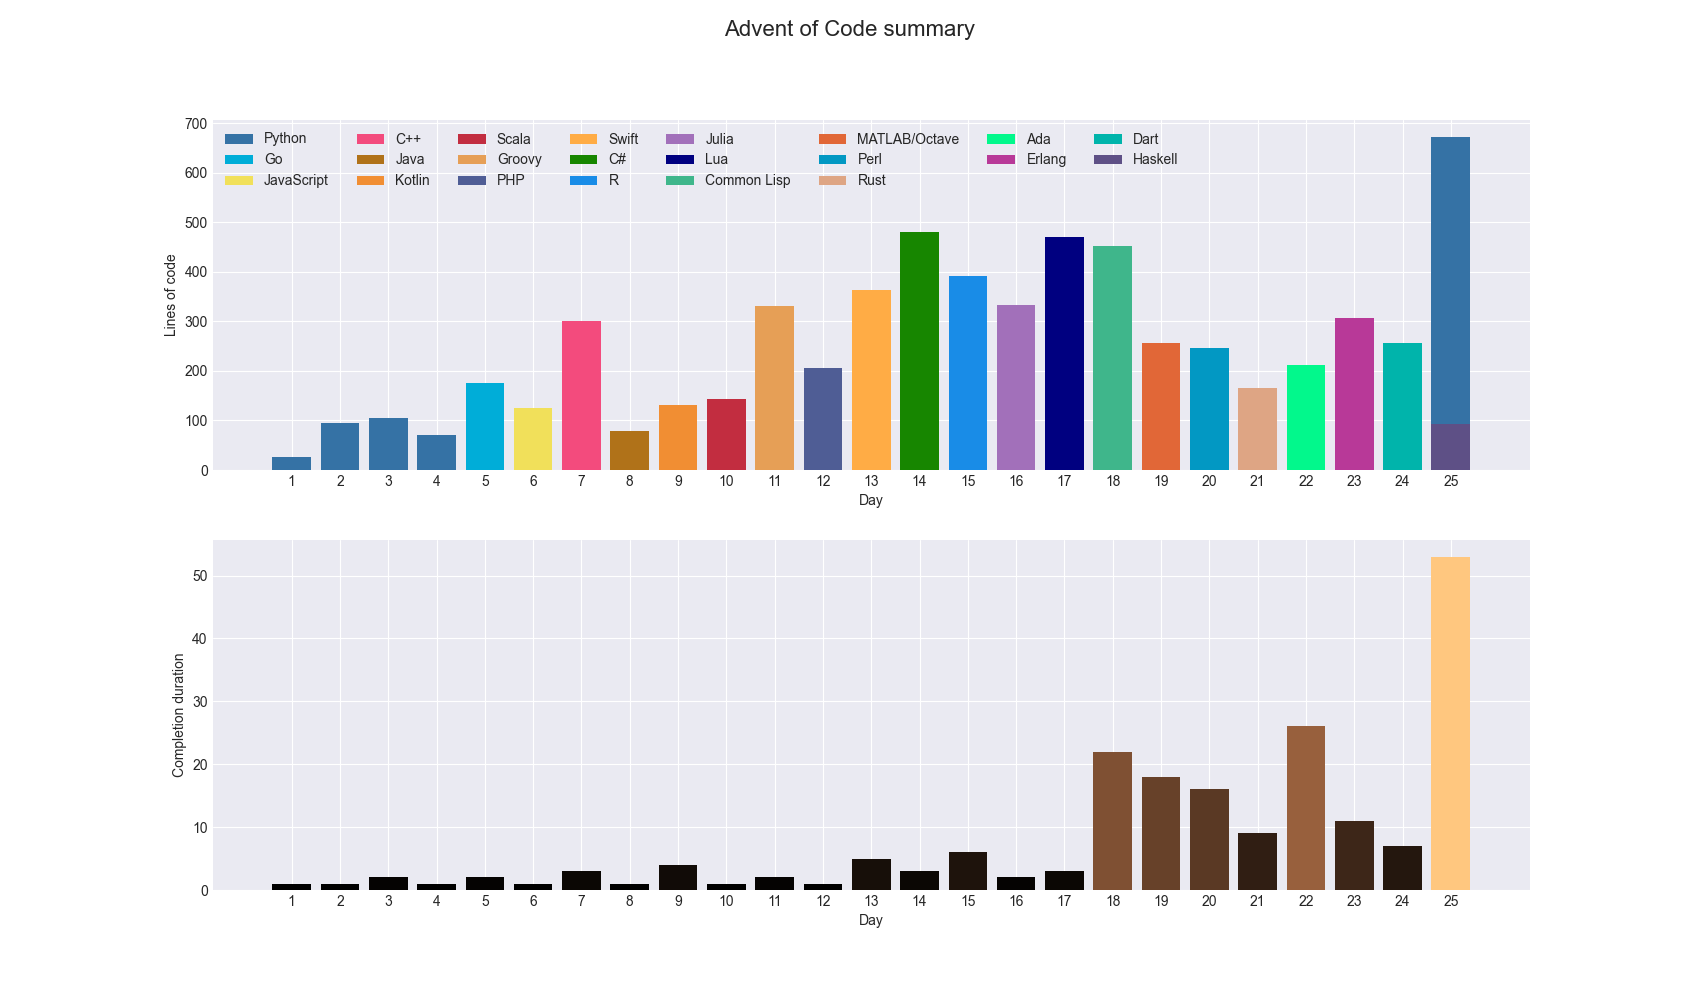 Advent of Code summary
700
600
500
400
300
200
100
0
Lines of code
Python C++ Scala Swift Julia MATLAB/Octave Ada Dart
Go Java Groovy C# Lua Perl Erlang Haskell
JavaScript Kotlin PHP R Common Lisp Rust
1 2 3 4 5 6 7 8 9 10 11 12 13 14 15 16 17 18 19 20 21 22 23 24 25
Day
50
40
30
20
10
0
Completion duration
1 2 3 4 5 6 7 8 9 10 11 12 13 14 15 16 17 18 19 20 21 22 23 24 25
Day